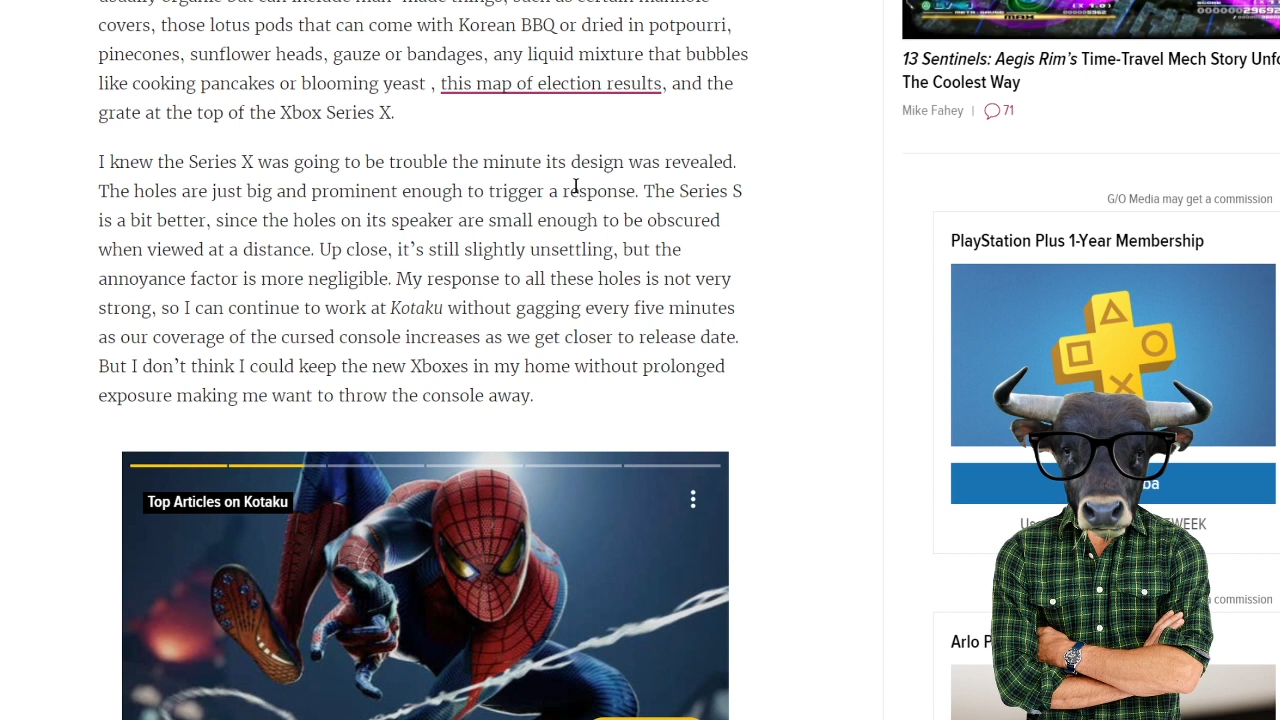 covers, those lotus pods that can come with Korean BBQ or dried in potpourri,
pinecones, sunflower heads, gauze or bandages, any liquid mixture that bubbles
like cooking pancakes or blooming yeast , this map of election results, and the
grate at the top of the Xbox Series X.
I knew the Series X was going to be trouble the minute its design was revealed.
The holes are just big and prominent enough to trigger a response. The Series S
is a bit better, since the holes on its speaker are small enough to be obscured
when viewed at a distance. Up close, it’s still slightly unsettling, but the
annoyance factor is more negligible. My response to all these holes is not very
strong, so I can continue to work at Kotaku without gagging every five minutes
as our coverage of the cursed console increases as we get closer to release date.
But I don’t think I could keep the new Xboxes in my home without prolonged
exposure making me want to throw the console away.
Top Articles on Kotaku
MAX
13 Sentinels: Aegis Rim’s Time-Travel Mech Story Unfo
The Coolest Way
Mike Fahey | 71
G/O Media may get a commission
PlayStation Plus 1-Year Membership
ba
WEEK
commission
Arlo P